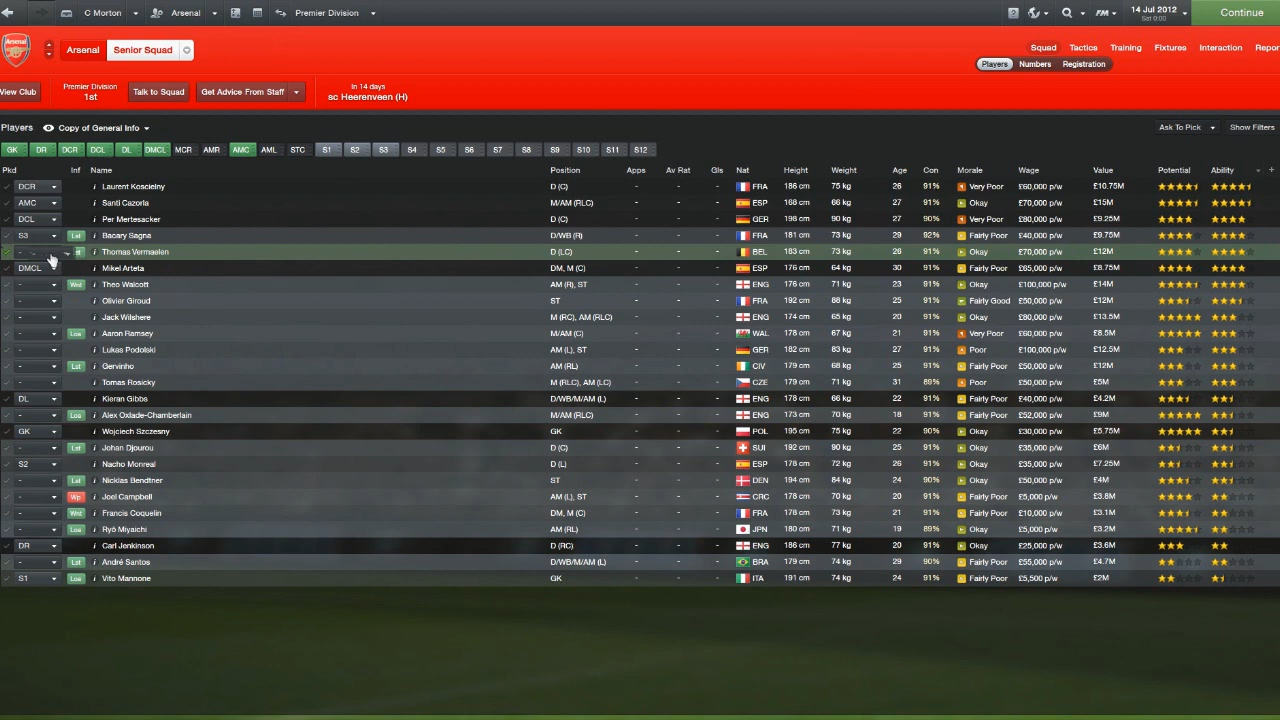 C Morton Arsenal Premier Division FM 14 Jul 2012 Sat 0:00 Continue
Arsenal Senior Squad Squad Tactics Training Fixtures Interaction Repor
Players Numbers Registration
View Club Premier Division 1st Talk to Squad Get Advice From Staff In 14 days sc Heerenveen (H)
Players Copy of General Info Ask To Pick Show Filters
GK DR DCR DCL DL DMCL MCR AMR AMC AML STC S1 S2 S3 S4 S5 S6 S7 S8 S9 S10 S11 S12
Pkd Inf Name Position Apps Av Rat Gls Nat Height Weight Age Con Morale Wage Value Potential Ability
DCR i Laurent Koscielny D (C) - - - FRA 186 cm 75 kg 26 91% Very Poor £60,000 p/w £10.75M
AMC i Santi Cazorla M/AM (RLC) - - - ESP 168 cm 66 kg 27 91% Okay £70,000 p/w £15M
DCL i Per Mertesacker D (C) - - - GER 198 cm 90 kg 27 90% Very Poor £80,000 p/w £9.25M
S3 Lst i Bacary Sagna D/WB (R) - - - FRA 181 cm 73 kg 29 92% Fairly Poor £40,000 p/w £9.75M
- i Thomas Vermaelen D (LC) - - - BEL 183 cm 73 kg 26 91% Okay £70,000 p/w £12M
DMCL i Mikel Arteta DM, M (C) - - - ESP 176 cm 64 kg 30 91% Fairly Poor £65,000 p/w £8.75M
- Wnt i Theo Walcott AM (R), ST - - - ENG 176 cm 71 kg 23 91% Okay £100,000 p/w £14M
- i Olivier Giroud ST - - - FRA 192 cm 88 kg 25 91% Fairly Good £50,000 p/w £12M
- i Jack Wilshere M (RC), AM (RLC) - - - ENG 174 cm 65 kg 20 91% Okay £80,000 p/w £13.5M
- Loa i Aaron Ramsey M/AM (C) - - - WAL 178 cm 67 kg 21 91% Very Poor £60,000 p/w £8.5M
- i Lukas Podolski AM (L), ST - - - GER 182 cm 83 kg 27 91% Poor £100,000 p/w £12.5M
- Lst i Gervinho AM (RL) - - - CIV 179 cm 68 kg 25 91% Fairly Poor £50,000 p/w £12M
- i Tomas Rosicky M (RLC), AM (LC) - - - CZE 179 cm 71 kg 31 89% Poor £50,000 p/w £5M
DL i Kieran Gibbs D/WB/M/AM (L) - - - ENG 178 cm 66 kg 22 90% Fairly Poor £40,000 p/w £4.2M
- Loa i Alex Oxlade-Chamberlain M/AM (RLC) - - - ENG 173 cm 70 kg 18 91% Fairly Poor £52,000 p/w £9M
GK i Wojciech Szczesny GK - - - POL 195 cm 75 kg 22 90% Okay £30,000 p/w £5.75M
- Lst i Johan Djourou D (C) - - - SUI 192 cm 90 kg 25 91% Okay £35,000 p/w £6M
S2 i Nacho Monreal D (L) - - - ESP 178 cm 72 kg 26 91% Okay £35,000 p/w £7.25M
- Lst i Nicklas Bendtner ST - - - DEN 194 cm 84 kg 24 90% Okay £50,000 p/w £4M
- Wp i Joel Campbell AM (L), ST - - - CRC 178 cm 70 kg 20 91% Fairly Poor £5,000 p/w £3.8M
- Wnt i Francis Coquelin DM, M (C) - - - FRA 178 cm 73 kg 21 91% Fairly Poor £10,000 p/w £3.1M
- Loa i Ryō Miyaichi AM (RL) - - - JPN 180 cm 71 kg 19 89% Okay £5,000 p/w £3.2M
DR i Carl Jenkinson D (RC) - - - ENG 186 cm 77 kg 20 91% Okay £25,000 p/w £3.6M
- Lst i André Santos D/WB/M/AM (L) - - - BRA 179 cm 74 kg 29 90% Fairly Poor £55,000 p/w £4.7M
S1 Loa i Vito Mannone GK - - - ITA 191 cm 74 kg 24 91% Fairly Poor £5,500 p/w £2M